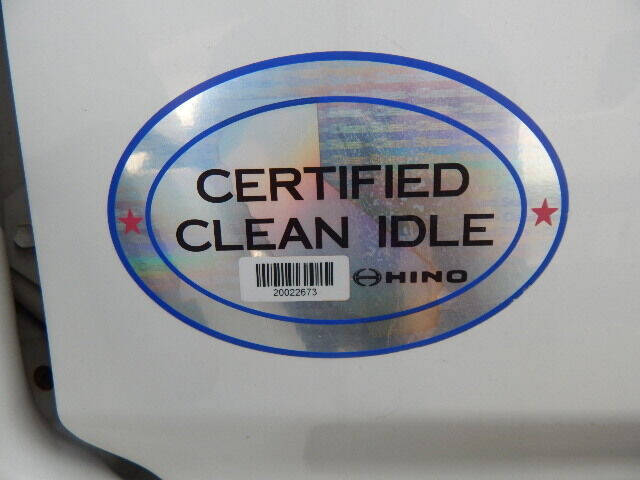 CERTIFIED
CLEAN IDLE
20022673
HINO